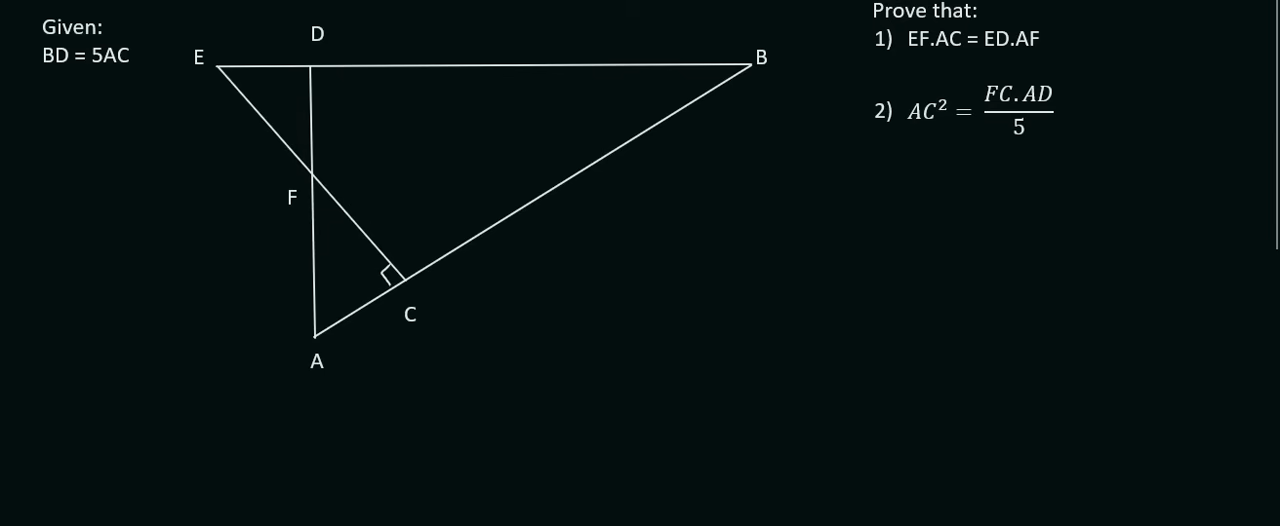 Given:
BD = 5AC
D
E
B
F
C
A
Prove that:
1) EF.AC = ED.AF
2) AC² = FC.AD / 5